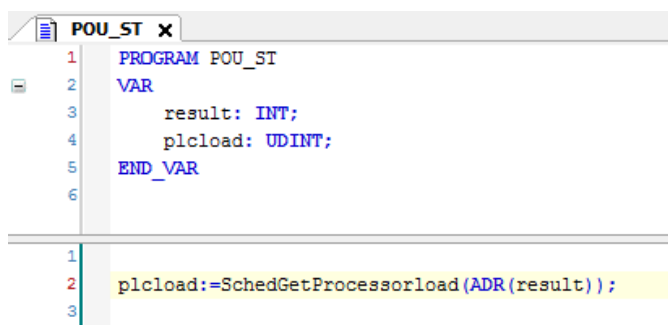 POU_ST x
1 PROGRAM POU_ST
2 VAR
3 result: INT;
4 plcload: UDINT;
5 END_VAR
6
1
2 plcload:=SchedGetProcessorload(ADR(result));
3